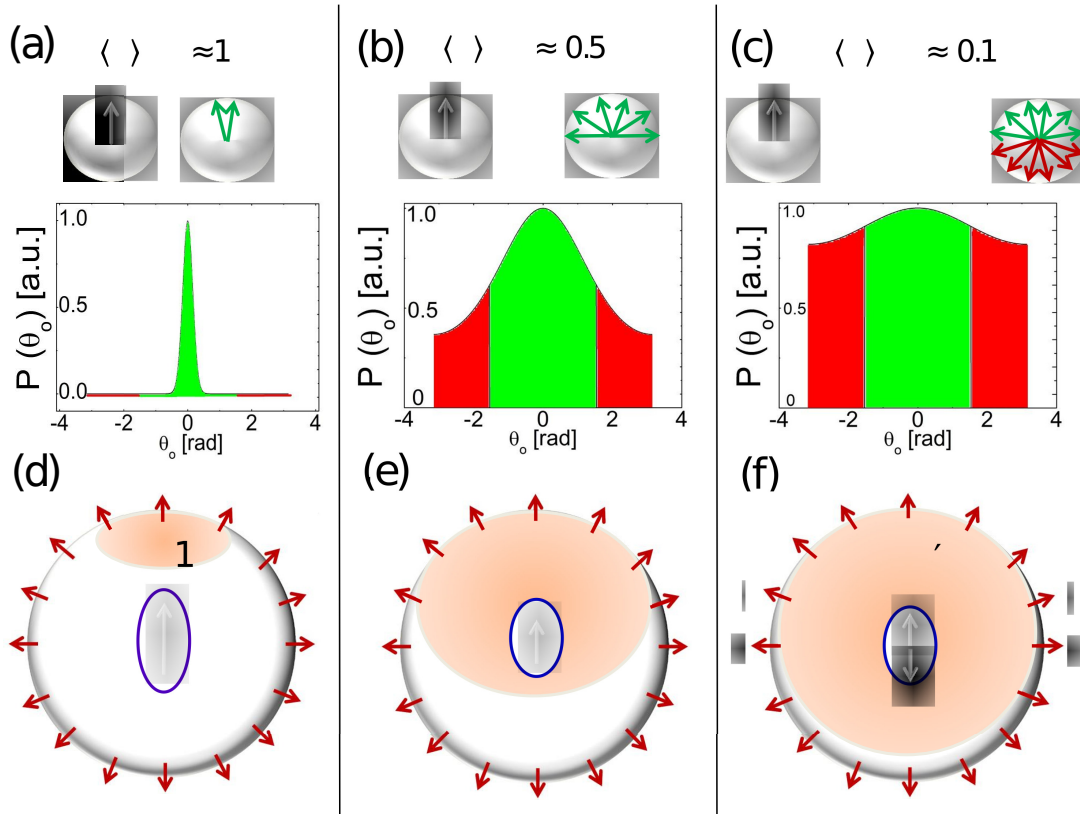 (a) ⟨ ⟩ ≈1
(b) ⟨ ⟩ ≈ 0.5
(c) ⟨ ⟩ ≈ 0.1
P (θo) [a.u.]
1.0
0.5
0.0
-4 -2 0 2 4
θo [rad]
P (θo) [a.u.]
1.0
0.5
0
-4 -2 0 2 4
θo [rad]
P (θo) [a.u.]
1.0
0.5
0
-4 -2 0 2 4
θo [rad]
(d)
1
(e)
(f)
′